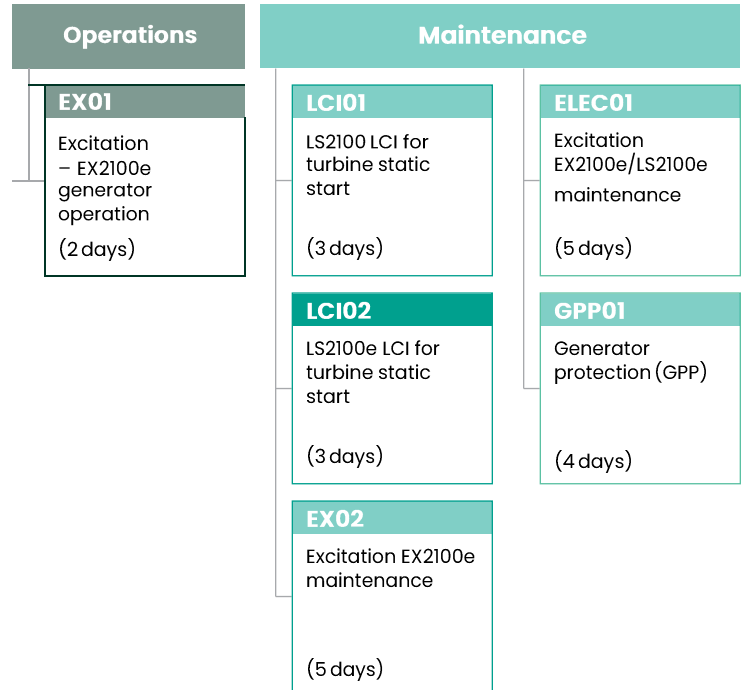 Operations
EX01
Excitation
– EX2100e
generator
operation
(2 days)
Maintenance
LCI01
LS2100 LCI for
turbine static
start
(3 days)
LCI02
LS2100e LCI for
turbine static
start
(3 days)
EX02
Excitation EX2100e
maintenance
(5 days)
ELEC01
Excitation
EX2100e/LS2100e
maintenance
(5 days)
GPP01
Generator
protection (GPP)
(4 days)